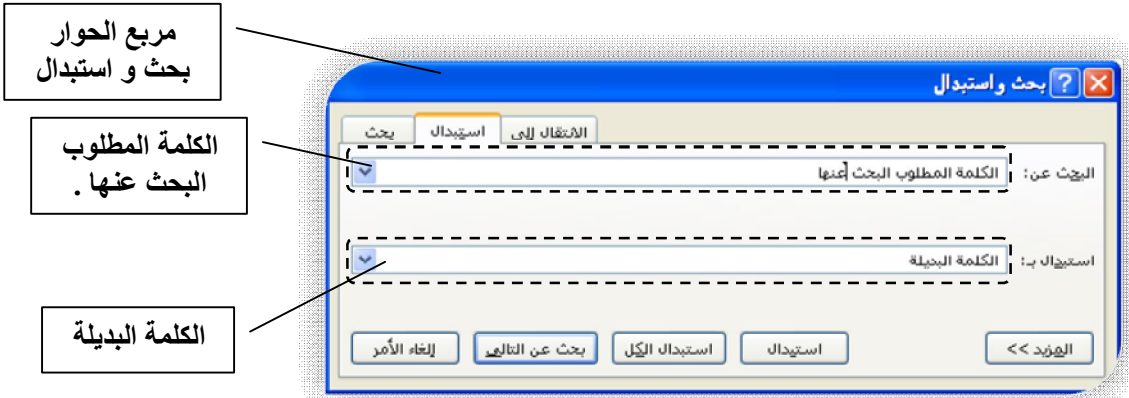 مربع الحوار
بحث و استبدال
بحث واستبدال
بحث
استبدال
الانتقال إلى
الكلمة المطلوب
البحث عنها .
البحث عن: الكلمة المطلوب البحث عنها
استبدال بـ: الكلمة البديلة
الكلمة البديلة
المزيد >>
استبدال
استبدال الكل
بحث عن التالي
إلغاء الأمر